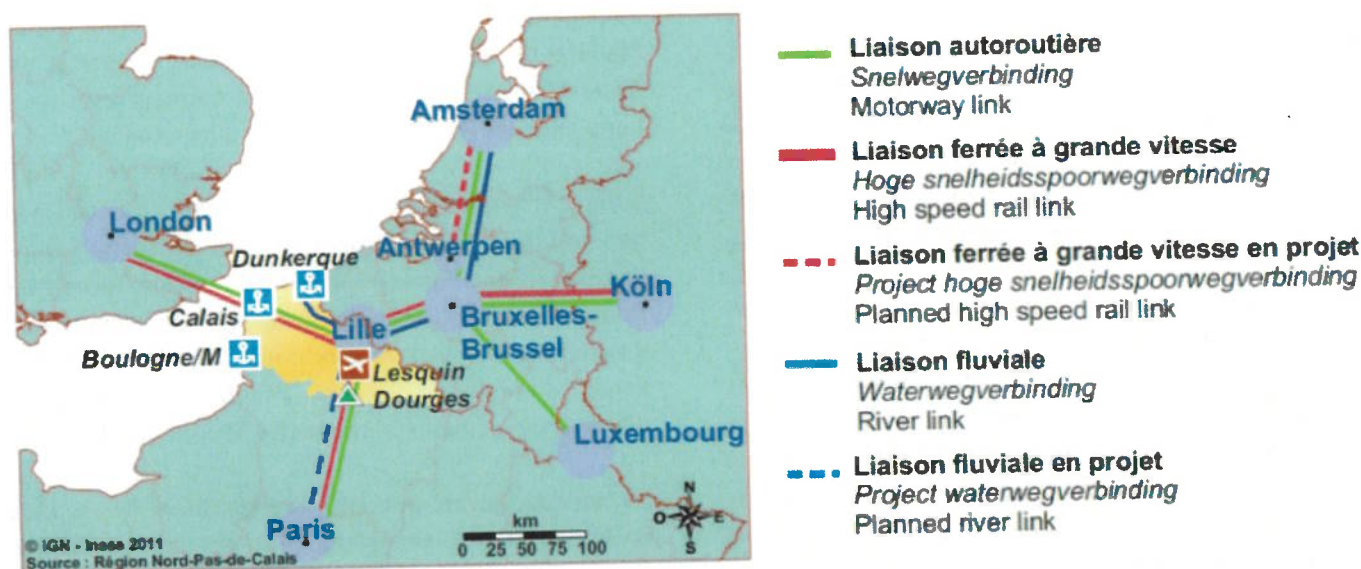 Amsterdam
London
Dunkerque
Antwerpen
Calais
Lille
Köln
Bruxelles-
Brussel
Boulogne/M
Lesquin
Dourges
Luxembourg
Paris
km
0 25 50 75 100
N
O E
S
© IGN - Insee 2011
Source : Région Nord-Pas-de-Calais
Liaison autoroutière
Snelwegverbinding
Motorway link
Liaison ferrée à grande vitesse
Hoge snelheidsspoorwegverbinding
High speed rail link
Liaison ferrée à grande vitesse en projet
Project hoge snelheidsspoorwegverbinding
Planned high speed rail link
Liaison fluviale
Waterwegverbinding
River link
Liaison fluviale en projet
Project waterwegverbinding
Planned river link